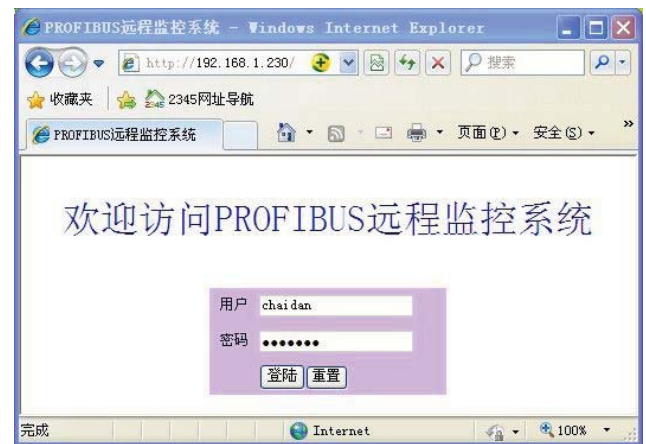 PROFIBUS远程监控系统 - Windows Internet Explorer
http://192.168.1.230/ 搜索
收藏夹 2345网址导航
PROFIBUS远程监控系统 页面(P) 安全(S) »
欢迎访问PROFIBUS远程监控系统
用户 chaidan
密码 •••••••
登陆 重置
完成 Internet 100%